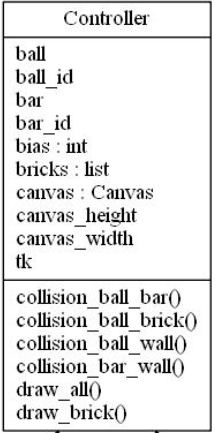 Controller
ball
ball_id
bar
bar_id
bias : int
bricks : list
canvas : Canvas
canvas_height
canvas_width
tk
collision_ball_bar()
collision_ball_brick()
collision_ball_wall()
collision_bar_wall()
draw_all()
draw_brick()